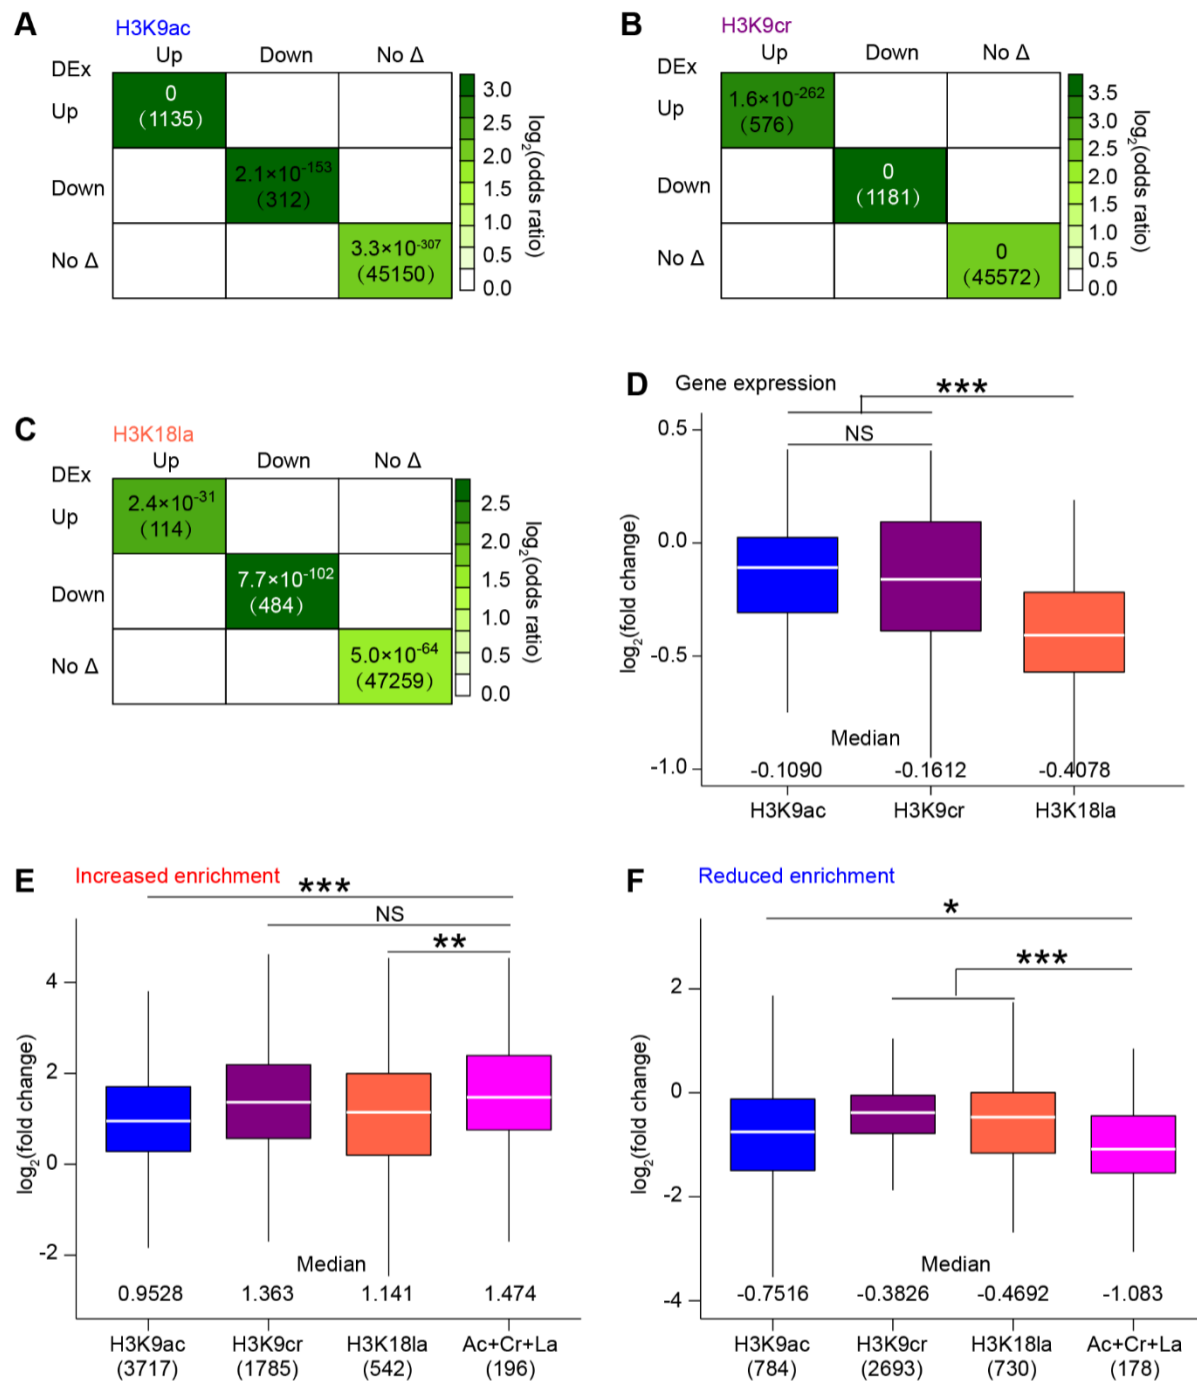 A
H3K9ac
DEx
Up Down No Δ
Up
Down
No Δ
0
(1135)
2.1×10-153
(312)
3.3×10-307
(45150)
3.0
2.5
2.0
1.5
1.0
0.5
0.0
log2(odds ratio)
B
H3K9cr
DEx
Up Down No Δ
Up
Down
No Δ
1.6×10-262
(576)
0
(1181)
0
(45572)
3.5
3.0
2.5
2.0
1.5
1.0
0.5
0.0
log2(odds ratio)
C
H3K18la
DEx
Up Down No Δ
Up
Down
No Δ
2.4×10-31
(114)
7.7×10-102
(484)
5.0×10-64
(47259)
2.5
2.0
1.5
1.0
0.5
0.0
log2(odds ratio)
D
Gene expression
***
NS
0.5
0.0
-0.5
-1.0
log2(fold change)
Median
-0.1090 -0.1612 -0.4078
H3K9ac H3K9cr H3K18la
E
Increased enrichment
***
NS
**
4
2
0
-2
log2(fold change)
Median
0.9528 1.363 1.141 1.474
H3K9ac H3K9cr H3K18la Ac+Cr+La
(3717) (1785) (542) (196)
F
Reduced enrichment
*
***
2
0
-2
-4
log2(fold change)
Median
-0.7516 -0.3826 -0.4692 -1.083
H3K9ac H3K9cr H3K18la Ac+Cr+La
(784) (2693) (730) (178)